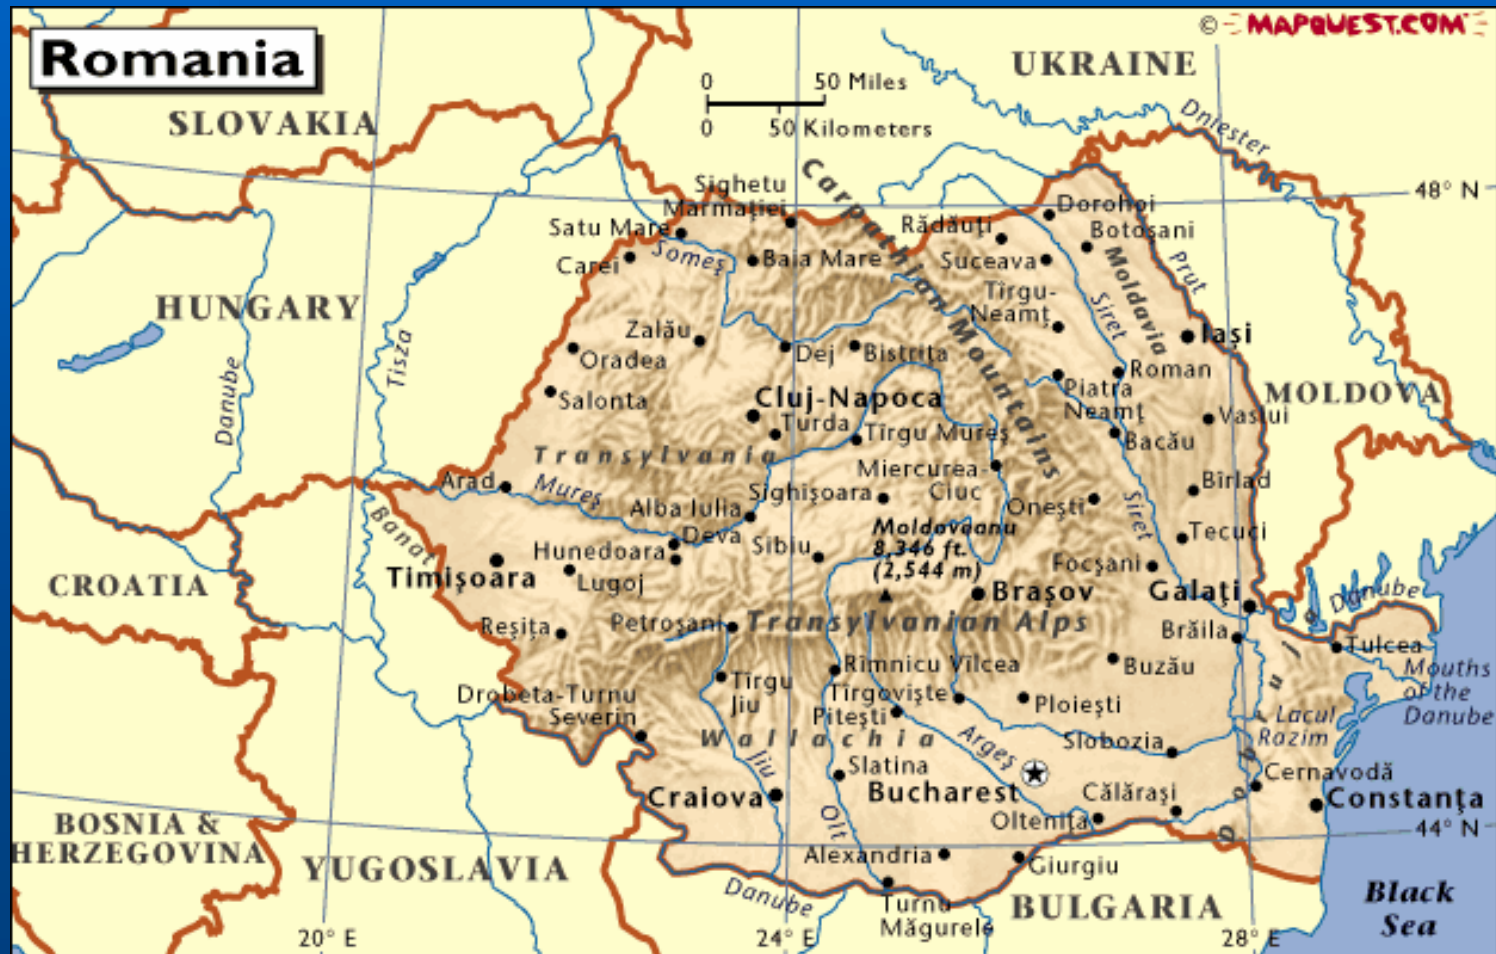 Romania
© MAPQUEST.COM
0 50 Miles
0 50 Kilometers
UKRAINE
SLOVAKIA
Dniester
48° N
Carpathian Mountains
Sighetu
Marmaţiei
Satu Mare
Carei
Someş
Baia Mare
Rădăuţi
Dorohoi
Botoşani
Suceava
Moldavia
Prut
Tîrgu-
Neamţ
Siret
Iaşi
HUNGARY
Danube
Tisza
Zalău
Oradea
Dej
Bistriţa
Roman
Piatra
Neamţ
MOLDOVA
Salonta
Cluj-Napoca
Turda
Tîrgu Mureş
Vaslui
Bacău
Transylvania
Miercurea-
Ciuc
Arad
Mureş
Sighişoara
Oneşti
Siret
Bîrlad
Alba Iulia
Deva
Banat
Hunedoara
Sibiu
Moldoveanu
8,346 ft.
(2,544 m)
Tecuci
Focşani
CROATIA
Timişoara
Lugoj
Braşov
Galaţi
Danube
Reşiţa
Petroşani
Transylvanian Alps
Brăila
Tulcea
Mouths
of the
Danube
Rîmnicu Vîlcea
Buzău
Drobeta-Turnu
Severin
Tîrgu
Jiu
Tîrgovişte
Piteşti
Ploieşti
Lacul
Razim
Dobruja
Wallachia
Argeş
Slobozia
Jiu
Slatina
Cernavodă
Craiova
Bucharest
Călăraşi
Constanţa
Olt
Olteniţa
44° N
BOSNIA &
HERZEGOVINA
YUGOSLAVIA
Alexandria
Giurgiu
Danube
Turnu
Măgurele
BULGARIA
Black
Sea
20° E
24° E
28° E